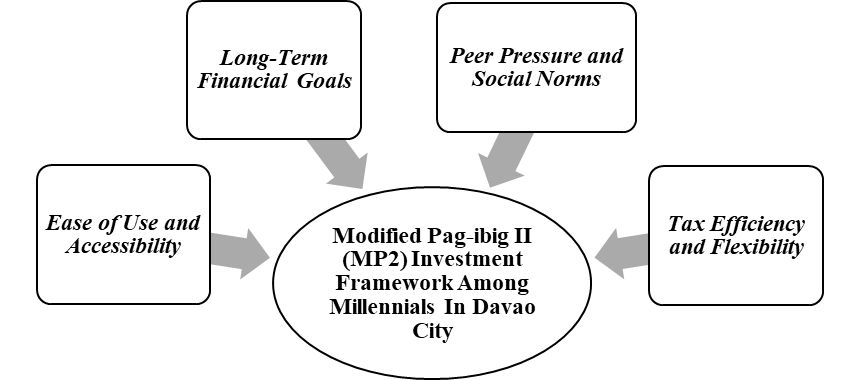 Long-Term
Financial Goals
Peer Pressure and
Social Norms
Ease of Use and
Accessibility
Tax Efficiency
and Flexibility
Modified Pag-ibig II
(MP2) Investment
Framework Among
Millennials In Davao
City